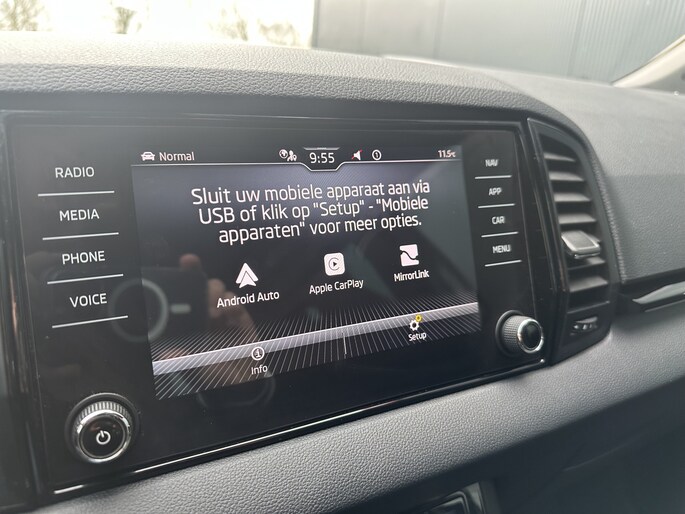 Normal
9:55
11.5°C
RADIO
MEDIA
PHONE
VOICE
Sluit uw mobiele apparaat aan via
USB of klik op "Setup" - "Mobiele
apparaten" voor meer opties.
Android Auto
Apple CarPlay
MirrorLink
Info
Setup
NAV
APP
CAR
MENU